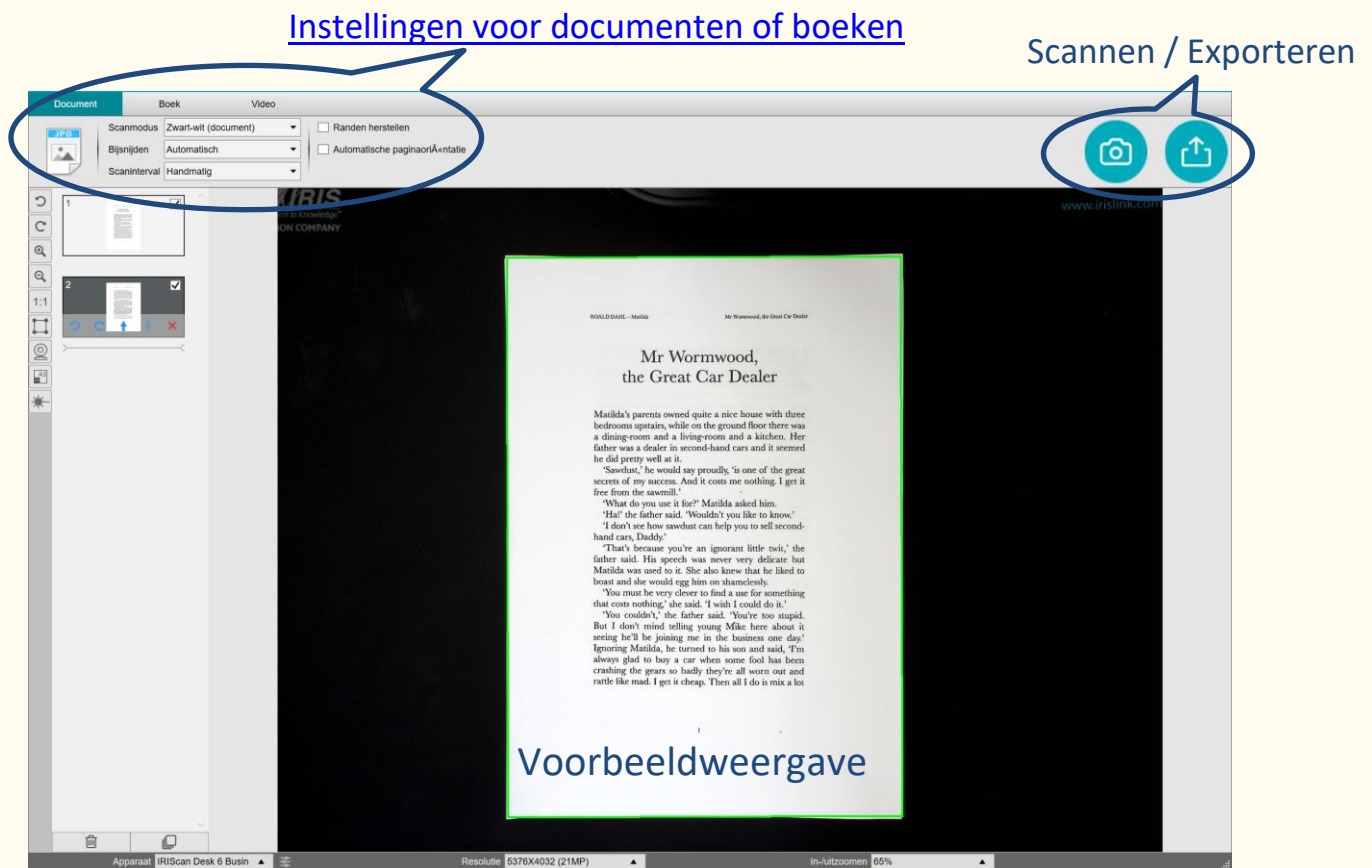 Instellingen voor documenten of boeken
Scannen / Exporteren
Document Boek Video
JPG
Scanmodus Zwart-wit (document) Randen herstellen
Bijsnijden Automatisch Automatische paginaoriÃ«ntatie
Scaninterval Handmatig
1
2
1:1
A3
IRIS
nt to Knowledge
ON COMPANY
www.irislink.com
ROALD DAHL – Matilda Mr Wormwood, the Great Car Dealer
Mr Wormwood,
the Great Car Dealer
Matilda's parents owned quite a nice house with three
bedrooms upstairs, while on the ground floor there was
a dining-room and a living-room and a kitchen. Her
father was a dealer in second-hand cars and it seemed
he did pretty well at it.
'Sawdust,' he would say proudly, 'is one of the great
secrets of my success. And it costs me nothing. I get it
free from the sawmill.'
'What do you use it for?' Matilda asked him.
'Ha!' the father said. 'Wouldn't you like to know.'
'I don't see how sawdust can help you to sell second-
hand cars, Daddy.'
'That's because you're an ignorant little twit,' the
father said. His speech was never very delicate but
Matilda was used to it. She also knew that he liked to
boast and she would egg him on shamelessly.
'You must be very clever to find a use for something
that costs nothing,' she said. 'I wish I could do it.'
'You couldn't,' the father said. 'You're too stupid.
But I don't mind telling young Mike here about it
seeing he'll be joining me in the business one day.'
Ignoring Matilda, he turned to his son and said, 'I'm
always glad to buy a car when some fool has been
crashing the gears so badly they're all worn out and
rattle like mad. I get it cheap. Then all I do is mix a lot
1
Voorbeeldweergave
Apparaat IRIScan Desk 6 Busin Resolutie 5376X4032 (21MP) In-/uitzoomen 65%